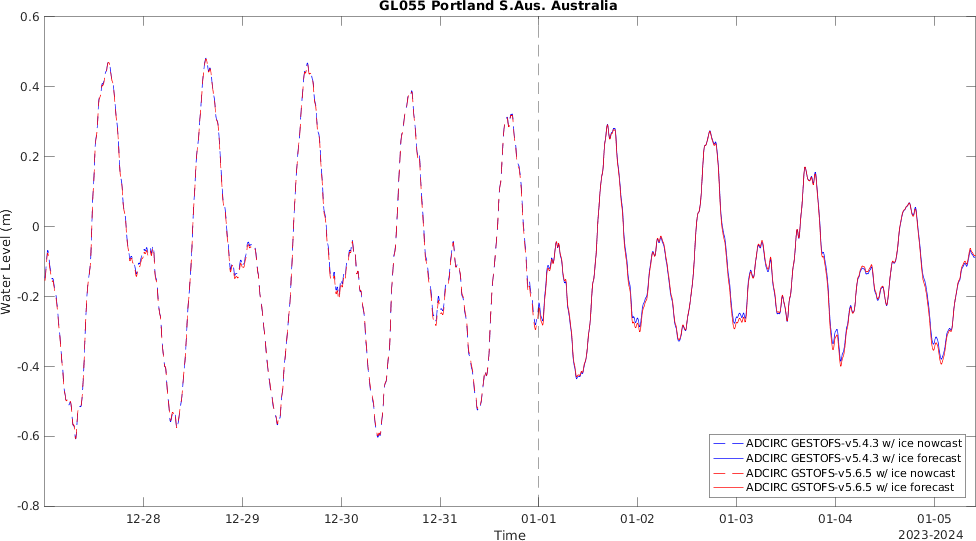 GL055 Portland S.Aus. Australia
0.6
0.4
0.2
0
-0.2
-0.4
-0.6
-0.8
Water Level (m)
12-28
12-29
12-30
12-31
01-01
01-02
01-03
01-04
01-05
Time
2023-2024
ADCIRC GESTOFS-v5.4.3 w/ ice nowcast
ADCIRC GESTOFS-v5.4.3 w/ ice forecast
ADCIRC GSTOFS-v5.6.5 w/ ice nowcast
ADCIRC GSTOFS-v5.6.5 w/ ice forecast